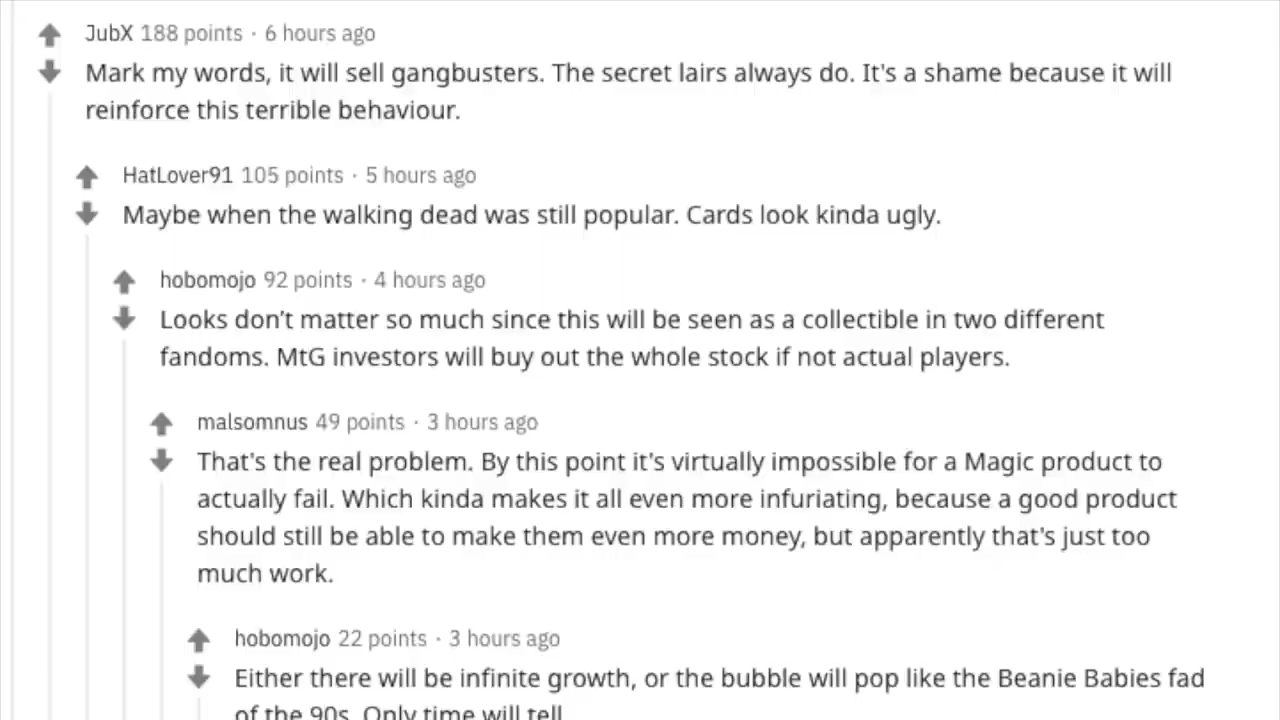 JubX 188 points · 6 hours ago
Mark my words, it will sell gangbusters. The secret lairs always do. It's a shame because it will
reinforce this terrible behaviour.
HatLover91 105 points · 5 hours ago
Maybe when the walking dead was still popular. Cards look kinda ugly.
hobomojo 92 points · 4 hours ago
Looks don’t matter so much since this will be seen as a collectible in two different
fandoms. MtG investors will buy out the whole stock if not actual players.
malsomnus 49 points · 3 hours ago
That's the real problem. By this point it's virtually impossible for a Magic product to
actually fail. Which kinda makes it all even more infuriating, because a good product
should still be able to make them even more money, but apparently that's just too
much work.
hobomojo 22 points · 3 hours ago
Either there will be infinite growth, or the bubble will pop like the Beanie Babies fad
of the 90s. Only time will tell